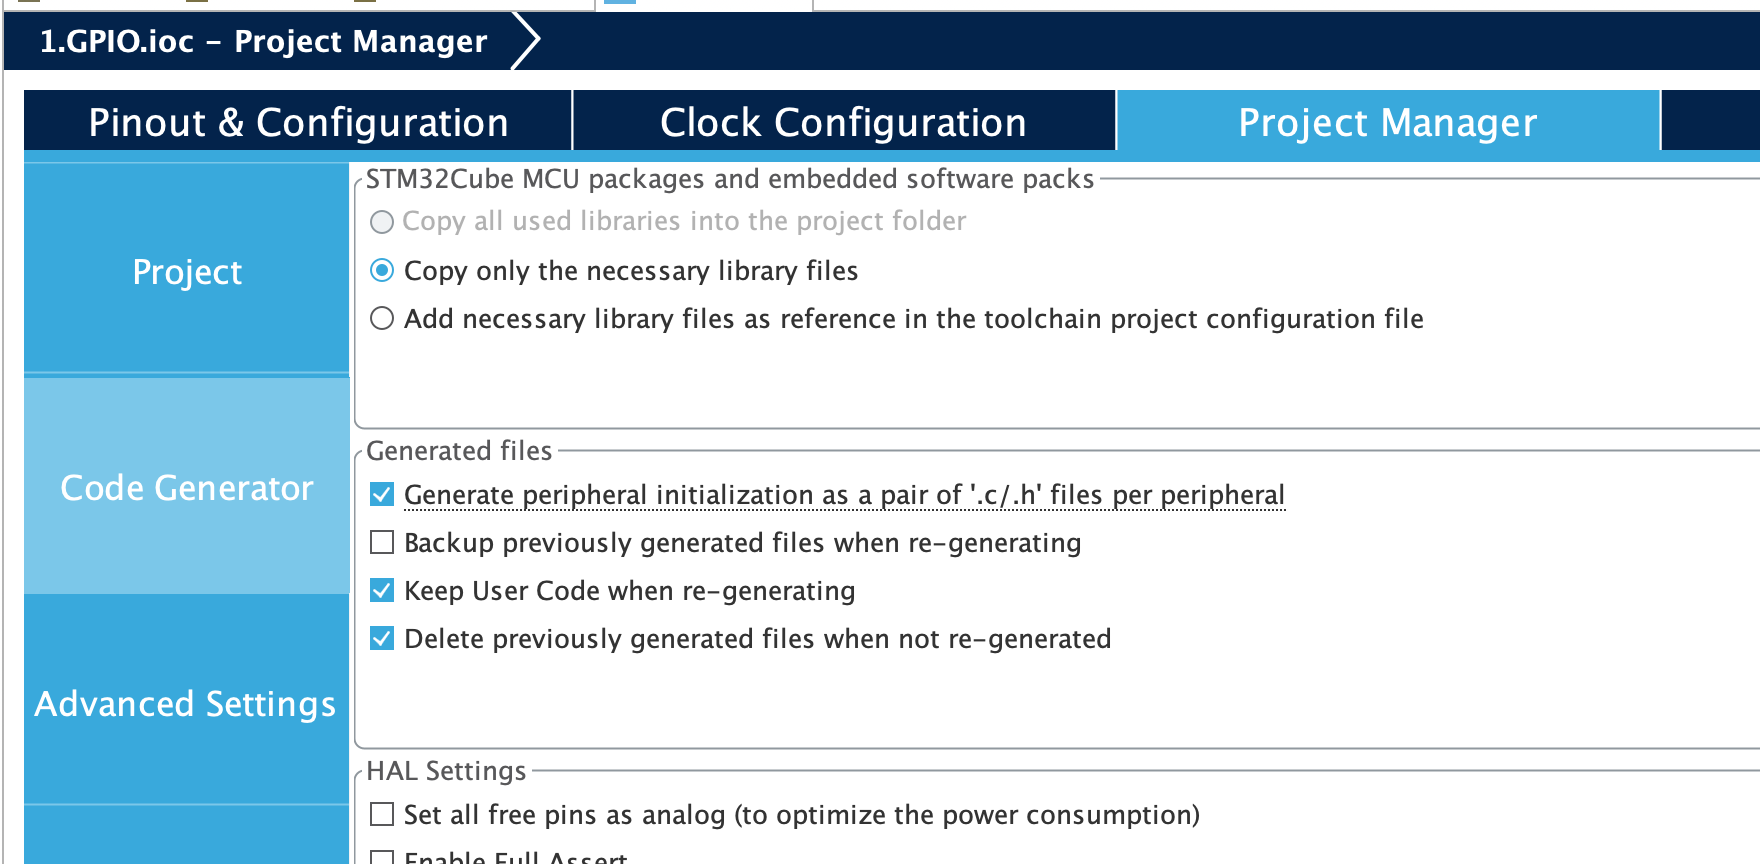 1.GPIO.ioc – Project Manager
Pinout & Configuration
Clock Configuration
Project Manager
Project
Code Generator
Advanced Settings
STM32Cube MCU packages and embedded software packs
Copy all used libraries into the project folder
Copy only the necessary library files
Add necessary library files as reference in the toolchain project configuration file
Generated files
Generate peripheral initialization as a pair of '.c/.h' files per peripheral
Backup previously generated files when re-generating
Keep User Code when re-generating
Delete previously generated files when not re-generated
HAL Settings
Set all free pins as analog (to optimize the power consumption)
Enable Full Assert